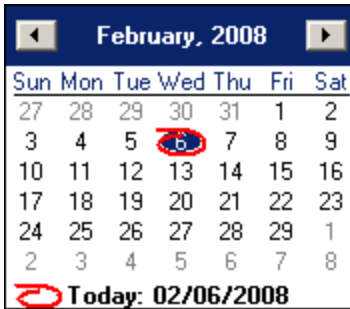 February, 2008
Sun Mon Tue Wed Thu Fri Sat
27 28 29 30 31 1 2
3 4 5 6 7 8 9
10 11 12 13 14 15 16
17 18 19 20 21 22 23
24 25 26 27 28 29 1
2 3 4 5 6 7 8
Today: 02/06/2008